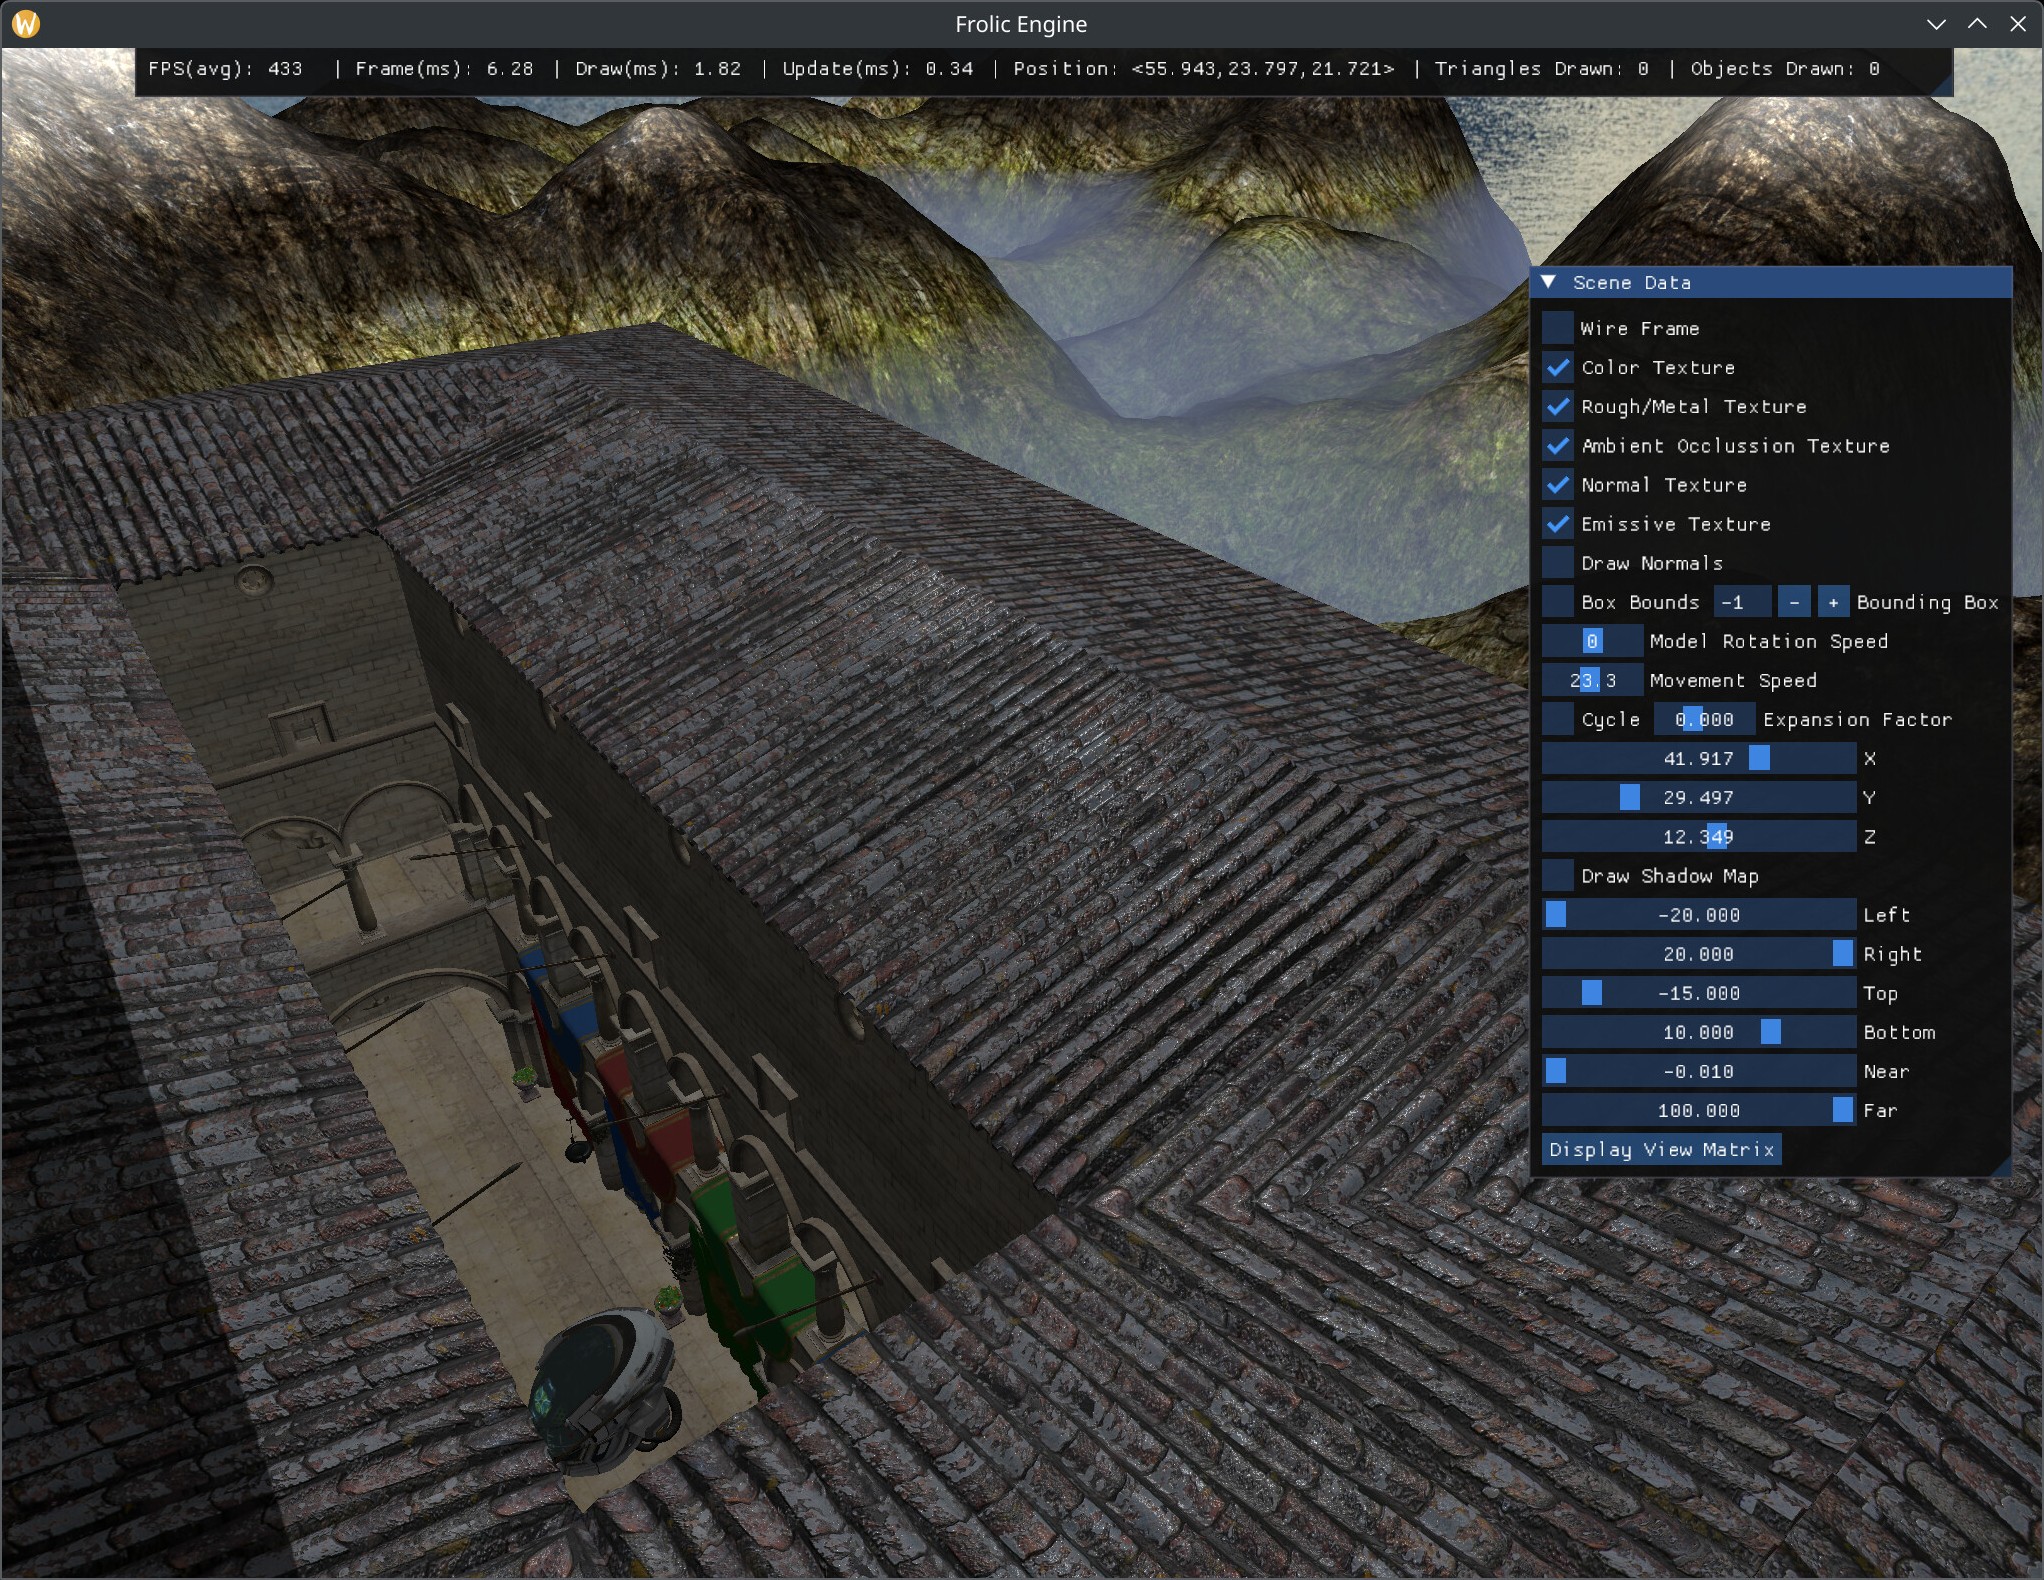 Frolic Engine
FPS(avg): 433 | Frame(ms): 6.28 | Draw(ms): 1.82 | Update(ms): 0.34 | Position: <55.943,23.797,21.721> | Triangles Drawn: 0 | Objects Drawn: 0
Scene Data
Wire Frame
Color Texture
Rough/Metal Texture
Ambient Occlussion Texture
Normal Texture
Emissive Texture
Draw Normals
Box Bounds -1 - + Bounding Box
0 Model Rotation Speed
23.3 Movement Speed
Cycle 0.000 Expansion Factor
41.917 X
29.497 Y
12.349 Z
Draw Shadow Map
-20.000 Left
20.000 Right
-15.000 Top
10.000 Bottom
-0.010 Near
100.000 Far
Display View Matrix